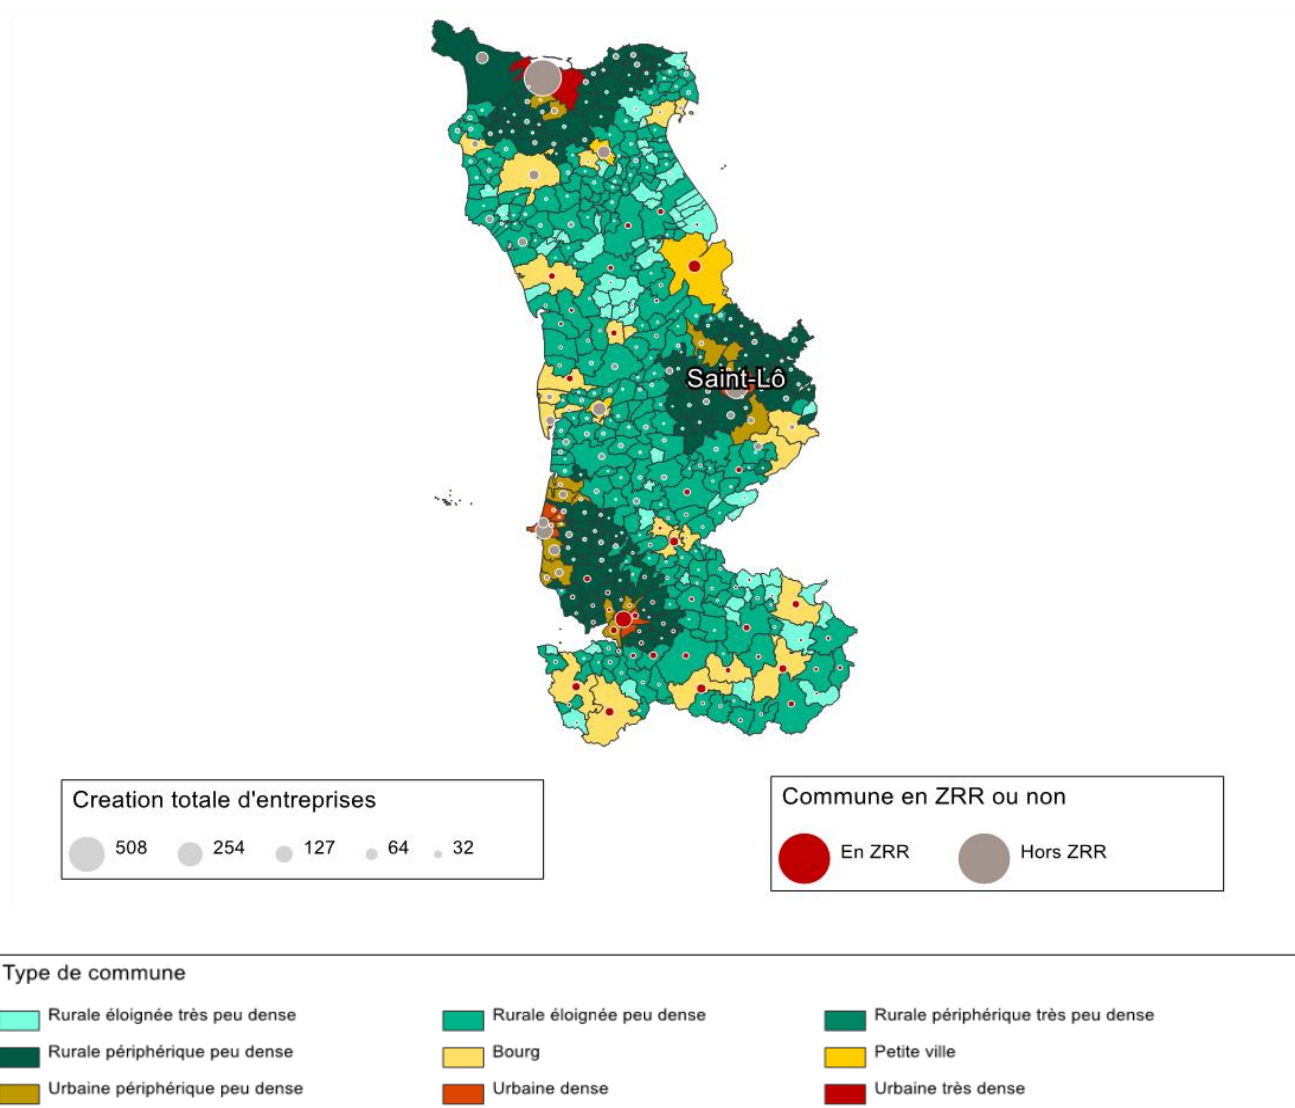 Saint-Lô
Creation totale d'entreprises
508 254 127 64 32
Commune en ZRR ou non
En ZRR Hors ZRR
Type de commune
Rurale éloignée très peu dense Rurale éloignée peu dense Rurale périphérique très peu dense
Rurale périphérique peu dense Bourg Petite ville
Urbaine périphérique peu dense Urbaine dense Urbaine très dense